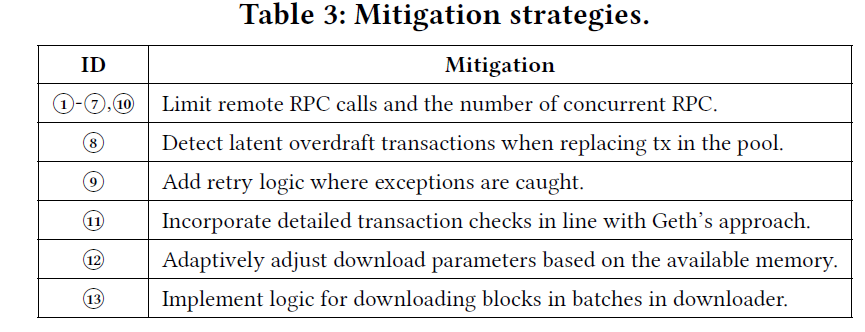 Table 3: Mitigation strategies.
ID Mitigation
①-⑦,⑩ Limit remote RPC calls and the number of concurrent RPC.
⑧ Detect latent overdraft transactions when replacing tx in the pool.
⑨ Add retry logic where exceptions are caught.
⑪ Incorporate detailed transaction checks in line with Geth’s approach.
⑫ Adaptively adjust download parameters based on the available memory.
⑬ Implement logic for downloading blocks in batches in downloader.